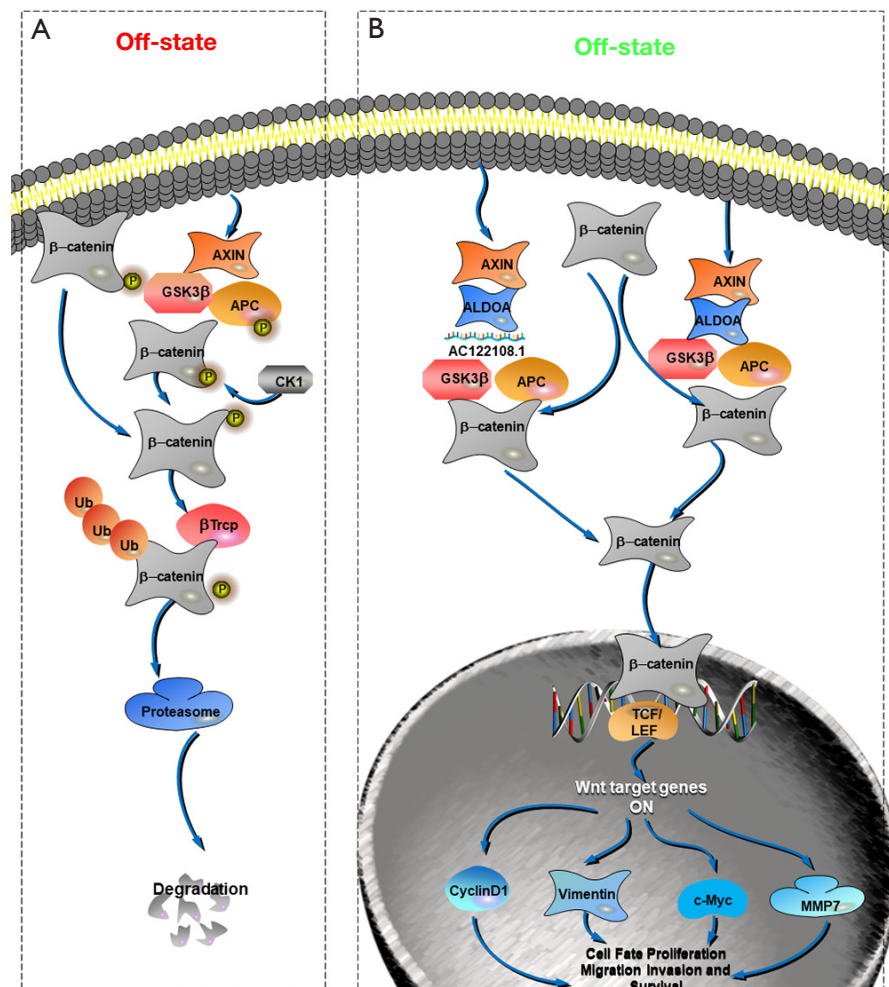 A
Off-state
β–catenin
P
AXIN
GSK3β
APC
P
β–catenin
P
CK1
P
β–catenin
Ub
Ub
Ub
βTrcp
β–catenin
P
Proteasome
Degradation
B
Off-state
AXIN
ALDOA
AC122108.1
GSK3β
APC
β–catenin
β–catenin
AXIN
ALDOA
GSK3β
APC
β–catenin
β–catenin
β–catenin
TCF/
LEF
Wnt target genes
ON
CyclinD1
Vimentin
c-Myc
MMP7
Cell Fate Proliferation
Migration Invasion and
Survival